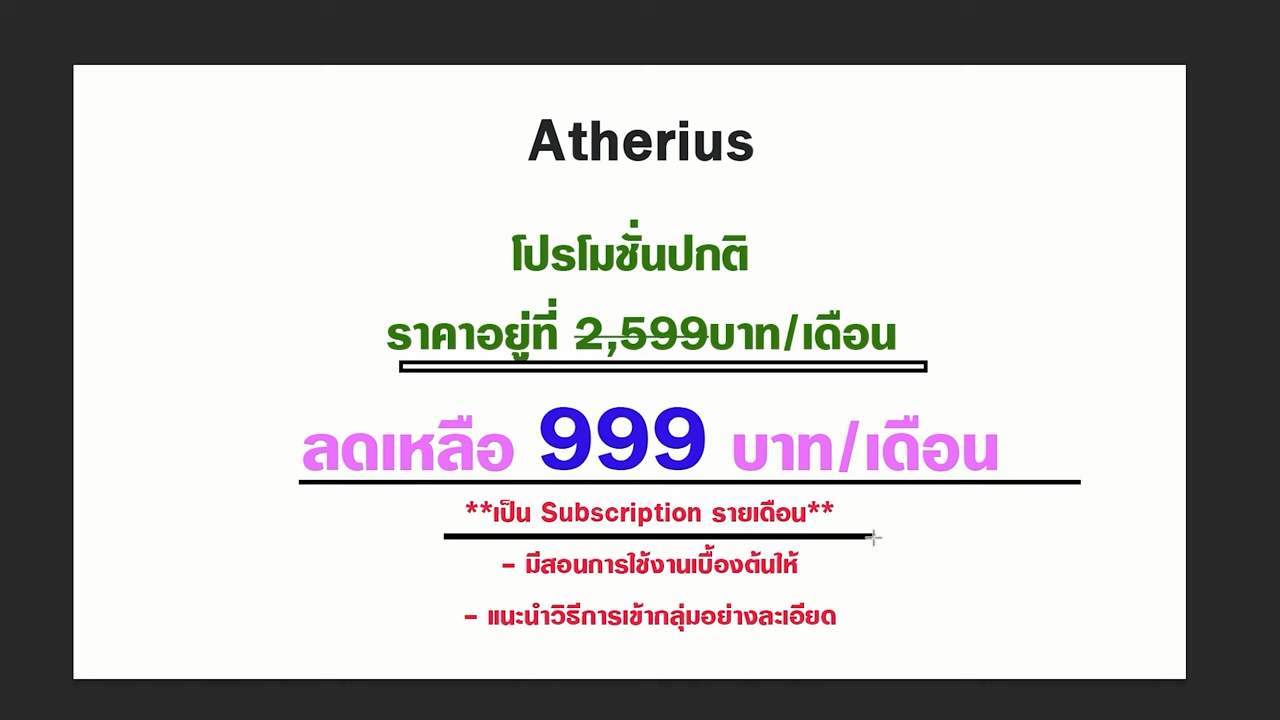 Atherius
โปรโมชั่นปกติ
ราคาอยู่ที่ 2,599บาท/เดือน
ลดเหลือ 999 บาท/เดือน
**เป็น Subscription รายเดือน**
- มีสอนการใช้งานเบื้องต้นให้
- แนะนำวิธีการเข้ากลุ่มอย่างละเอียด